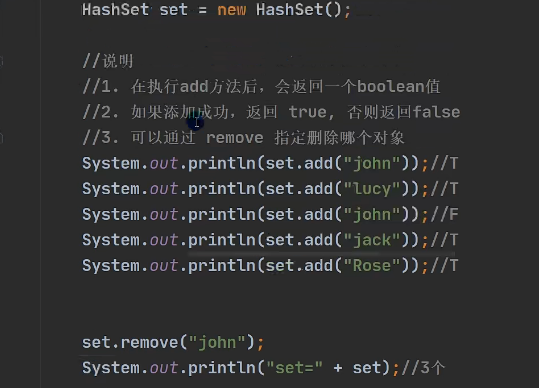 HashSet set = new HashSet();
//说明
//1. 在执行add方法后，会返回一个boolean值
//2. 如果添加成功，返回 true, 否则返回false
//3. 可以通过 remove 指定删除哪个对象
System.out.println(set.add("john"));//T
System.out.println(set.add("lucy"));//T
System.out.println(set.add("john"));//F
System.out.println(set.add("jack"));//T
System.out.println(set.add("Rose"));//T
set.remove("john");
System.out.println("set=" + set);//3个